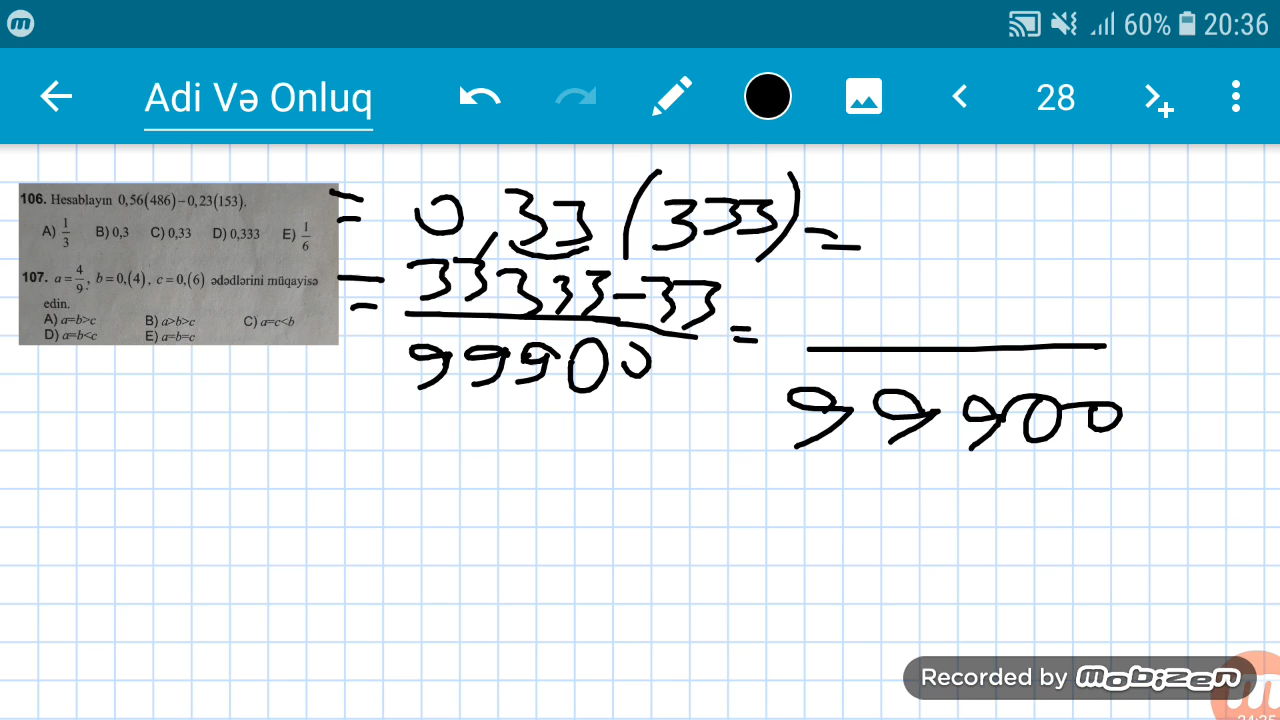 60% 20:36
Adi Və Onluq 28
106. Hesablayın 0,56(486) – 0,23(153).
A) 1/3 B) 0,3 C) 0,33 D) 0,333 E) 1/6
107. a = 4/9, b = 0,(4), c = 0,(6) ədədlərini müqayisə
edin.
A) a=b>c B) a>b>c C) a=c<b
D) a=b<c E) a=b=c
= 0,33(333) =
= 33333-33 / 99900 = / 99900
Recorded by mobizen